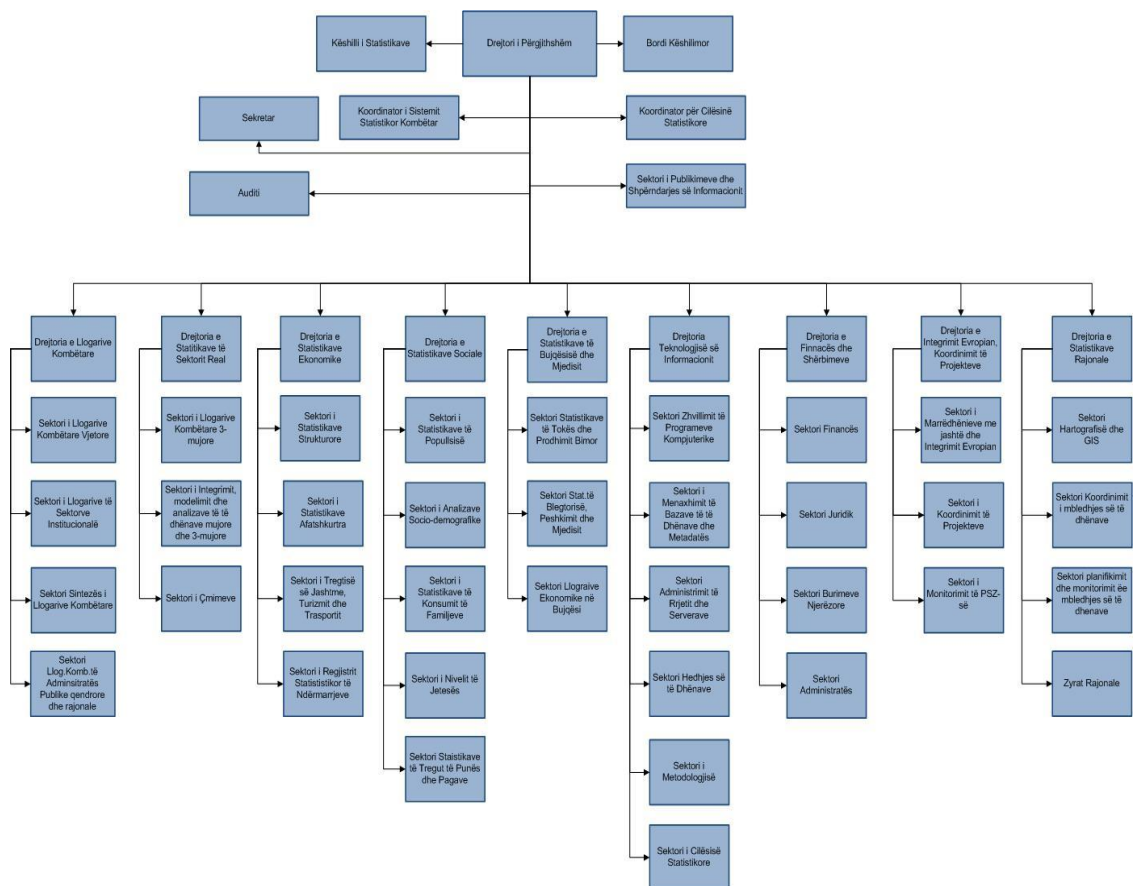 Këshilli i Statistikave
Drejtori i Përgjithshëm
Bordi Këshilimor
Sekretar
Koordinator i Sistemit
Statistikor Kombëtar
Koordinator për Cilësinë
Statistikore
Auditi
Sektori i Publikimeve dhe
Shpërndarjes së Informacionit
Drejtoria e Llogarive
Kombëtare
Sektori i Llogarive
Kombëtare Vjetore
Sektori i Llogarive të
Sektorve
Institucionalë
Sektori Sintezës i
Llogarive Kombëtare
Sektori
Llog.Komb.të
Adminsitratës
Publike qendrore
dhe rajonale
Drejtoria e
Statitikave të
Sektorit Real
Sektori i Llogarive
Kombëtare 3-
mujore
Sektori i Integrimit,
modelimit dhe
analizave të të
dhënave mujore
dhe 3-mujore
Sektori i Çmimeve
Drejtoria e
Statistikave
Ekonomike
Sektori i
Statistikave
Strukturore
Sektori i
Statistikave
Afatshkurtra
Sektori i Tregtisë
së Jashtme,
Turizmit dhe
Trasportit
Sektori i Regjistrit
Statististikor të
Ndërmarrjeve
Drejtoria e
Statistikave Sociale
Sektori i
Statistikave të
Popullsisë
Sektori i Analizave
Socio-demografike
Sektori i
Statistikave të
Konsumit të
Familjeve
Sektori i Nivelit të
Jetesës
Sektori Staistikave
të Tregut të Punës
dhe Pagave
Drejtoria e
Statistikave të
Bujqësisë dhe
Mjedisit
Sektori Statistikave
të Tokës dhe
Prodhimit Bimor
Sektori Stat.të
Blegtorisë,
Peshkimit dhe
Mjedisit
Sektori Llograive
Ekonomike në
Bujqësi
Drejtoria
Teknologjisë së
Informacionit
Sektori Zhvillimit të
Programeve
Kompjuterike
Sektori i
Menaxhimit të
Bazave të të
Dhënave dhe
Metadatës
Sektori
Administrimit të
Rrjetit dhe
Serverave
Sektori Hedhjes së
të Dhënave
Sektori i
Metodologjisë
Sektori i Cilësisë
Statistikore
Drejtoria e
Finnacës dhe
Shërbimeve
Sektori Financës
Sektori Juridik
Sektori Burimeve
Njerëzore
Sektori
Administratës
Drejtoria e
Integrimit Evropian,
Koordinimit të
Projekteve
Sektori i
Marrëdhënieve me
jashtë dhe
Integrimit Evropian
Sektori i
Koordinimit të
Projekteve
Sektori i
Monitorimit të PSZ-
së
Drejtoria e
Statistikave
Rajonale
Sektori
Hartografisë dhe
GIS
Sektori Koordinimit
i mbledhjes së të
dhënave
Sektori planifikimit
dhe monitorimit ëe
mbledhjes së të
dhenave
Zyrat Rajonale